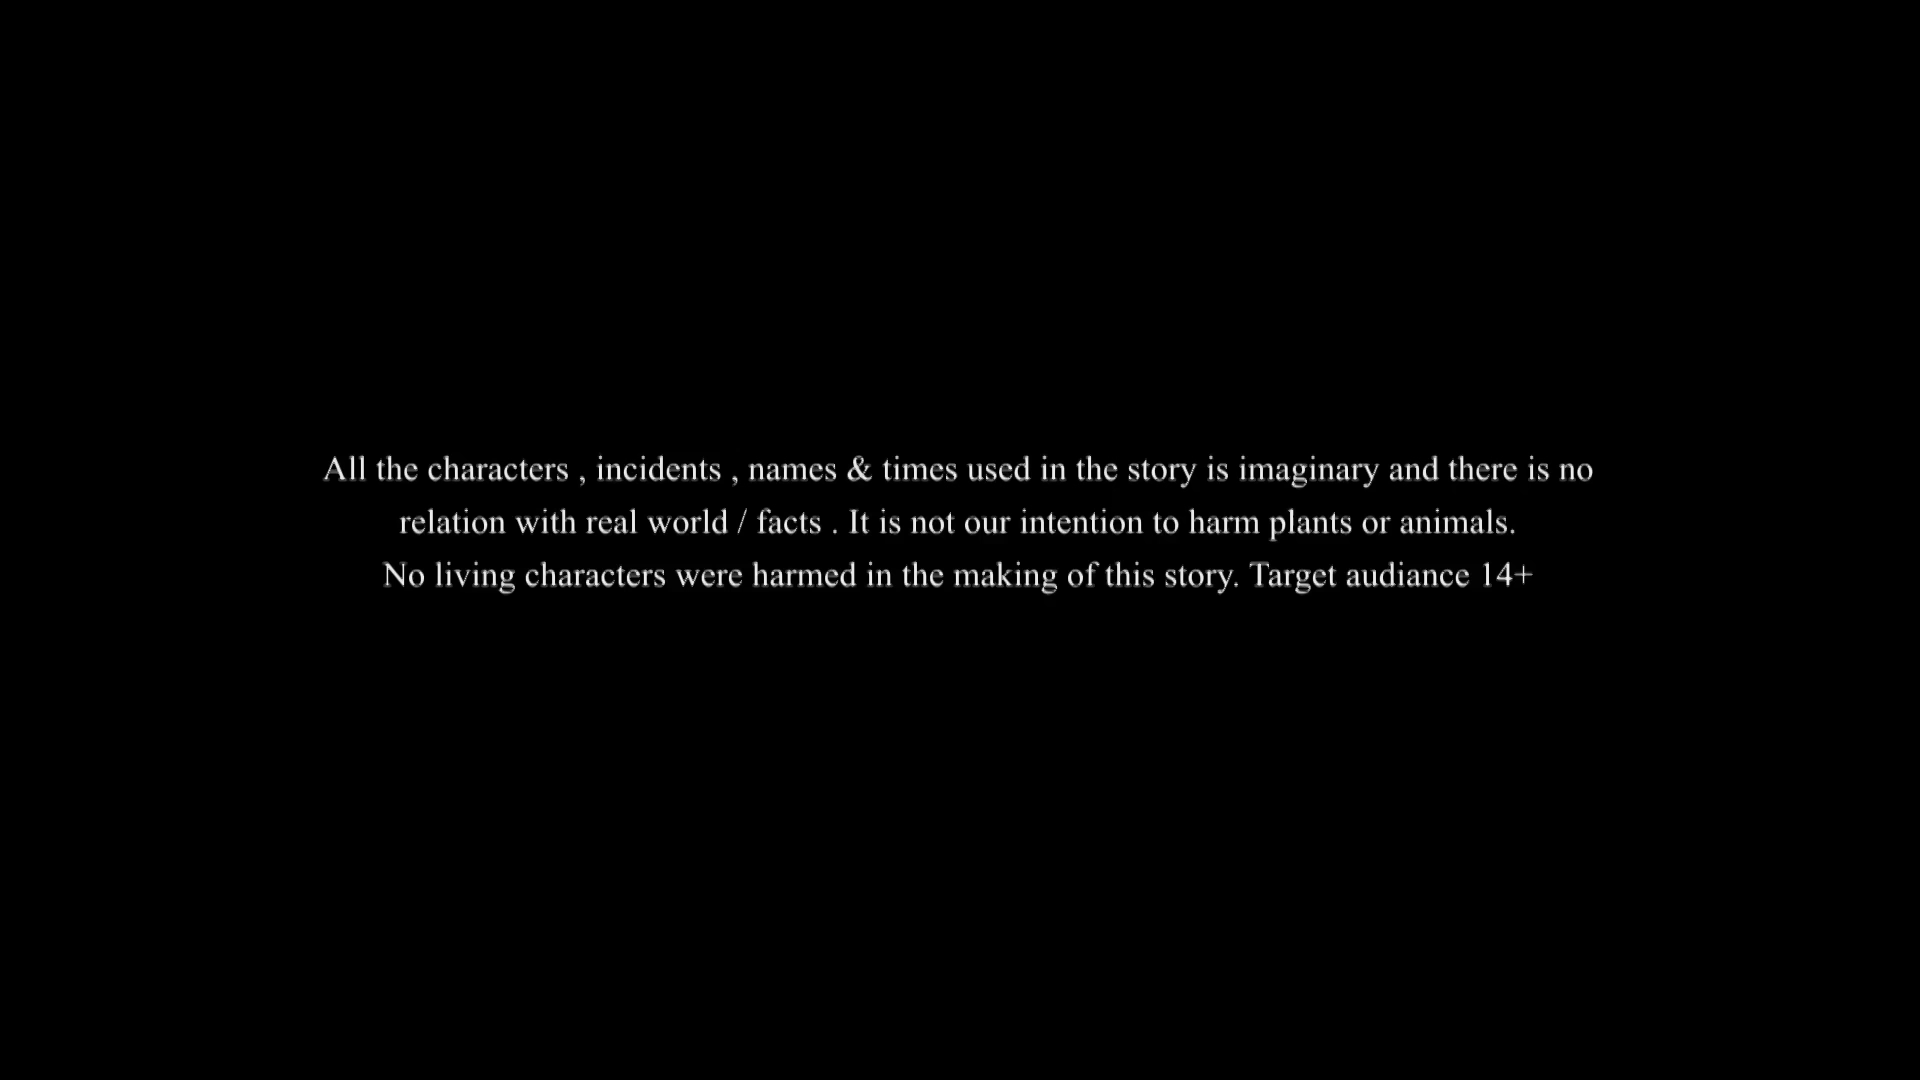 All the characters , incidents , names & times used in the story is imaginary and there is no
relation with real world / facts . It is not our intention to harm plants or animals.
No living characters were harmed in the making of this story. Target audiance 14+